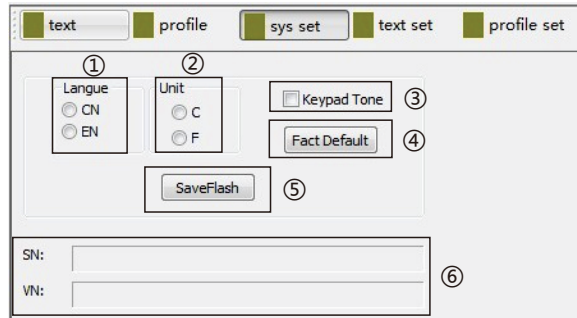 text profile sys set text set profile set
① ②
Langue Unit
CN C Keypad Tone ③
EN F Fact Default ④
SaveFlash ⑤
SN:
⑥
VN: